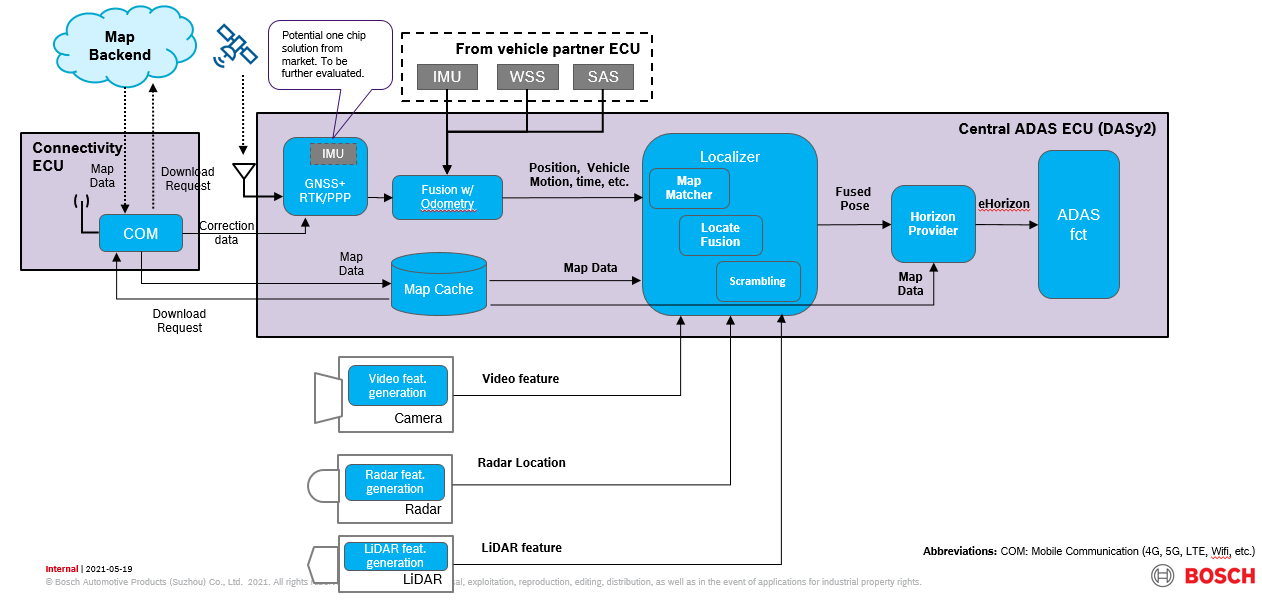 Map
Backend
Potential one chip
solution from
market. To be
further evaluated.
From vehicle partner ECU
IMU
WSS
SAS
Connectivity
ECU
Map
Data
Download
Request
COM
Correction
data
Central ADAS ECU (DASy2)
IMU
GNSS+
RTK/PPP
Fusion w/
Odometry
Position, Vehicle
Motion, time, etc.
Localizer
Map
Matcher
Locate
Fusion
Scrambling
Fused
Pose
Horizon
Provider
eHorizon
ADAS
fct
Map
Data
Map Cache
Map Data
Map
Data
Download
Request
Video feat.
generation
Camera
Video feature
Radar feat.
generation
Radar
Radar Location
LiDAR feat.
generation
LiDAR
LiDAR feature
Abbreviations: COM: Mobile Communication (4G, 5G, LTE, Wifi, etc.)
Internal | 2021-05-19
© Bosch Automotive Products (Suzhou) Co., Ltd. 2021. All rights exploitation, reproduction, editing, distribution, as well as in the event of applications for industrial property rights.
BOSCH